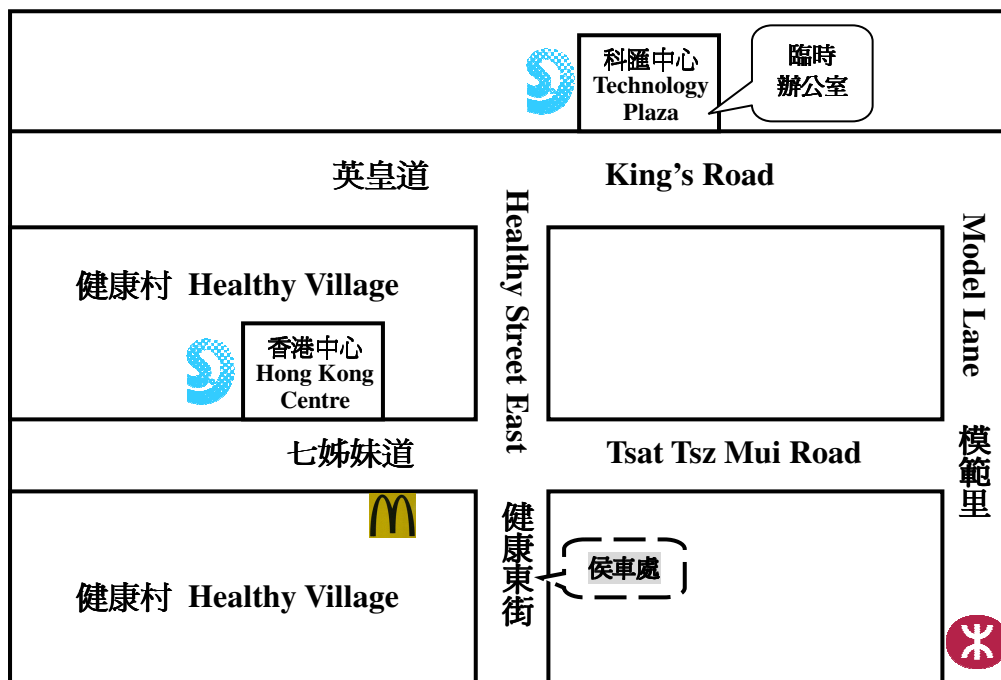 科匯中心
Technology
Plaza
臨時
辦公室
英皇道
King's Road
Healthy Street East
Model Lane
健康村 Healthy Village
香港中心
Hong Kong
Centre
七姊妹道
Tsat Tsz Mui Road
模範里
健康東街
侯車處
健康村 Healthy Village